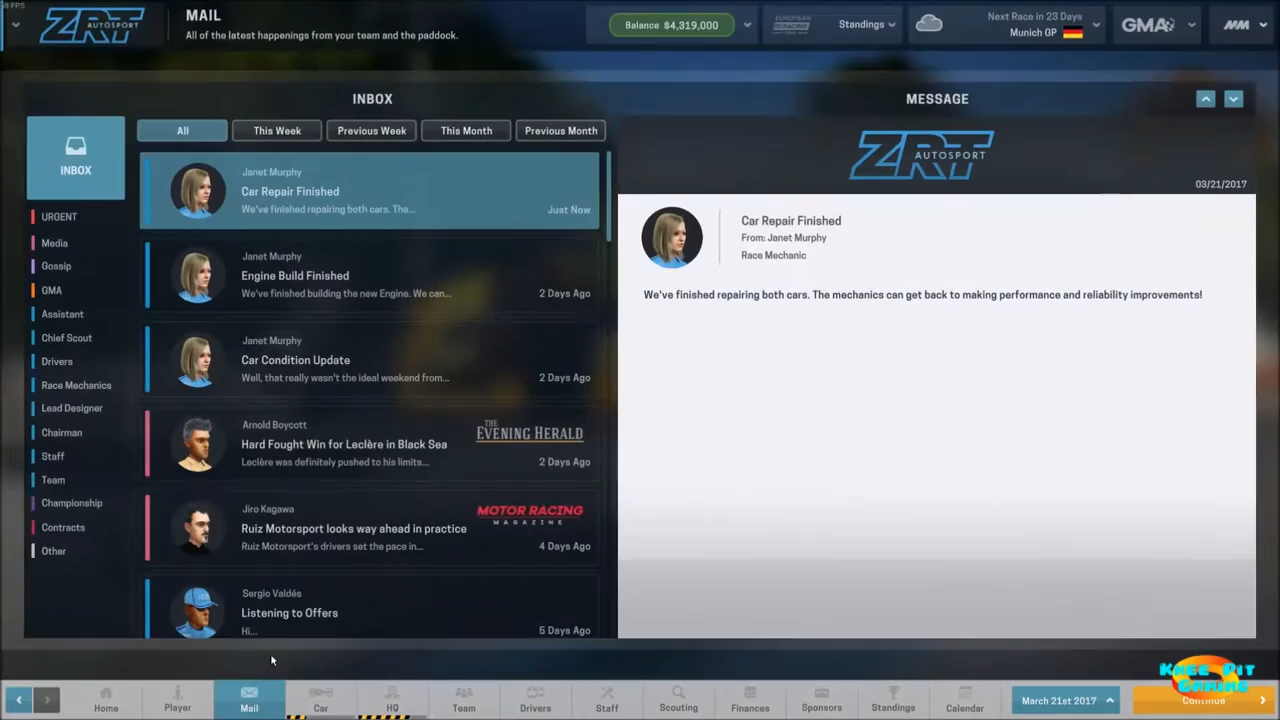 FPS
ZRT AUTOSPORT
MAIL
All of the latest happenings from your team and the paddock.
Balance $4,319,000
EUROPEAN
Standings
Next Race in 23 Days
Munich GP
GMA
INBOX
MESSAGE
INBOX
URGENT
Media
Gossip
GMA
Assistant
Chief Scout
Drivers
Race Mechanics
Lead Designer
Chairman
Staff
Team
Championship
Contracts
Other
All
This Week
Previous Week
This Month
Previous Month
Janet Murphy
Car Repair Finished
We've finished repairing both cars. The...
Just Now
Janet Murphy
Engine Build Finished
We've finished building the new Engine. We can...
2 Days Ago
Janet Murphy
Car Condition Update
Well, that really wasn't the ideal weekend from...
2 Days Ago
Arnold Boycott
THE
EVENING HERALD
Hard Fought Win for Leclère in Black Sea
Leclère was definitely pushed to his limits...
2 Days Ago
Jiro Kagawa
MOTOR RACING
MAGAZINE
Ruiz Motorsport looks way ahead in practice
Ruiz Motorsport's drivers set the pace in...
4 Days Ago
Sergio Valdés
Listening to Offers
Hi...
5 Days Ago
ZRT AUTOSPORT
03/21/2017
Car Repair Finished
From: Janet Murphy
Race Mechanic
We've finished repairing both cars. The mechanics can get back to making performance and reliability improvements!
KNEE PIT
GAMING
Home
Player
Mail
Car
HQ
Team
Drivers
Staff
Scouting
Finances
Sponsors
Standings
Calendar
March 21st 2017
Continue